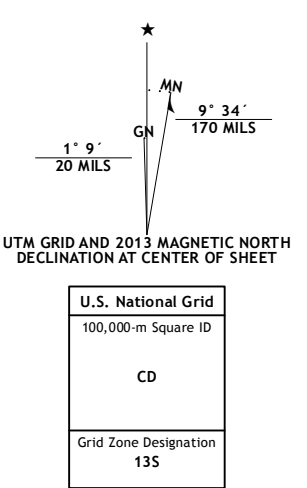 ★
MN
GN
9° 34´
170 MILS
1° 9´
20 MILS
UTM GRID AND 2013 MAGNETIC NORTH
DECLINATION AT CENTER OF SHEET
U.S. National Grid
100,000-m Square ID
CD
Grid Zone Designation
13S